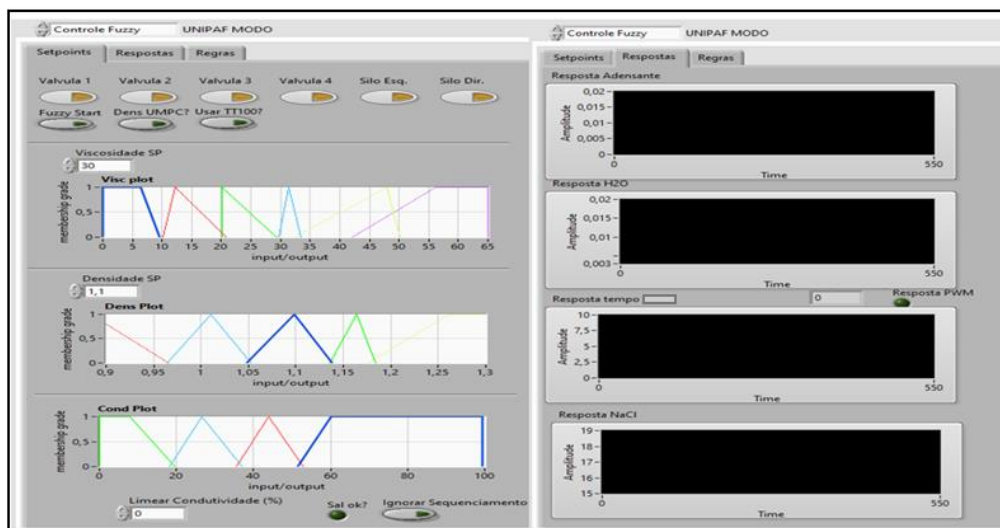 Controle Fuzzy UNIPAF MODO
Setpoints Respostas Regras
Valvula 1 Valvula 2 Valvula 3 Valvula 4 Silo Esq. Silo Dir.
Fuzzy Start Dens UMPC? Usar TT100?
Viscosidade SP
30
Visc plot
membership grade
1
0,5
0
0 5 10 15 20 25 30 35 40 45 50 55 60 65
input/output
Densidade SP
1,1
Dens Plot
membership grade
1
0,5
0
0,9 0,95 1 1,05 1,1 1,15 1,2 1,25 1,3
input/output
Cond Plot
membership grade
1
0,5
0
0 20 40 60 80 100
input/output
Limear Condutividade (%)
0
Sal ok? Ignorar Sequenciamento
Controle Fuzzy UNIPAF MODO
Setpoints Respostas Regras
Resposta Adensante
Amplitude
0,02
0,015
0,01
0,005
0
0 550
Time
Resposta H2O
Amplitude
0,02
0,015
0,01
0,003
0 550
Time
Resposta tempo 0 Resposta PWM
Amplitude
10
7,5
5
2,5
0
0 550
Time
Resposta NaCl
Amplitude
19
18
17
16
15
0 550
Time